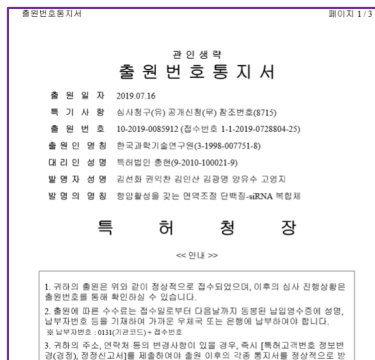 출원번호통지서 페이지 1 / 3
관 인 생 략
출 원 번 호 통 지 서
출 원 일 자 2019.07.16
특 기 사 항 심사청구(유) 공개신청(무) 참조번호(8715)
출 원 번 호 10-2019-0085912 (접수번호 1-1-2019-0728804-25)
출 원 인 명 칭 한국과학기술연구원(3-1998-007751-8)
대 리 인 성 명 특허법인 충현(9-2010-100021-9)
발 명 자 성 명 김선화 권익찬 김인산 김광명 양유수 고영지
발 명 의 명 칭 항암활성을 갖는 면역조절 단백질-siRNA 복합체
특 허 청 장
<< 안내 >>
1. 귀하의 출원은 위와 같이 정상적으로 접수되었으며, 이후의 심사 진행상황은
출원번호를 통해 확인하실 수 있습니다.
2. 출원에 따른 수수료는 접수일로부터 다음날까지 동봉된 납입영수증에 성명,
납부자번호 등을 기재하여 가까운 우체국 또는 은행에 납부하여야 합니다.
※ 납부자번호 : 0131(기관코드) + 접수번호
3. 귀하의 주소, 연락처 등의 변경사항이 있을 경우, 즉시 [특허고객번호 정보변
경(경정), 정정신고서]를 제출하여야 출원 이후의 각종 통지서를 정상적으로 받